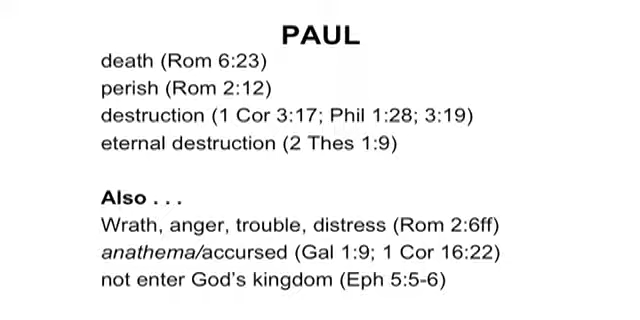 PAUL
death (Rom 6:23)
perish (Rom 2:12)
destruction (1 Cor 3:17; Phil 1:28; 3:19)
eternal destruction (2 Thes 1:9)
Also . . .
Wrath, anger, trouble, distress (Rom 2:6ff)
anathema/accursed (Gal 1:9; 1 Cor 16:22)
not enter God's kingdom (Eph 5:5-6)